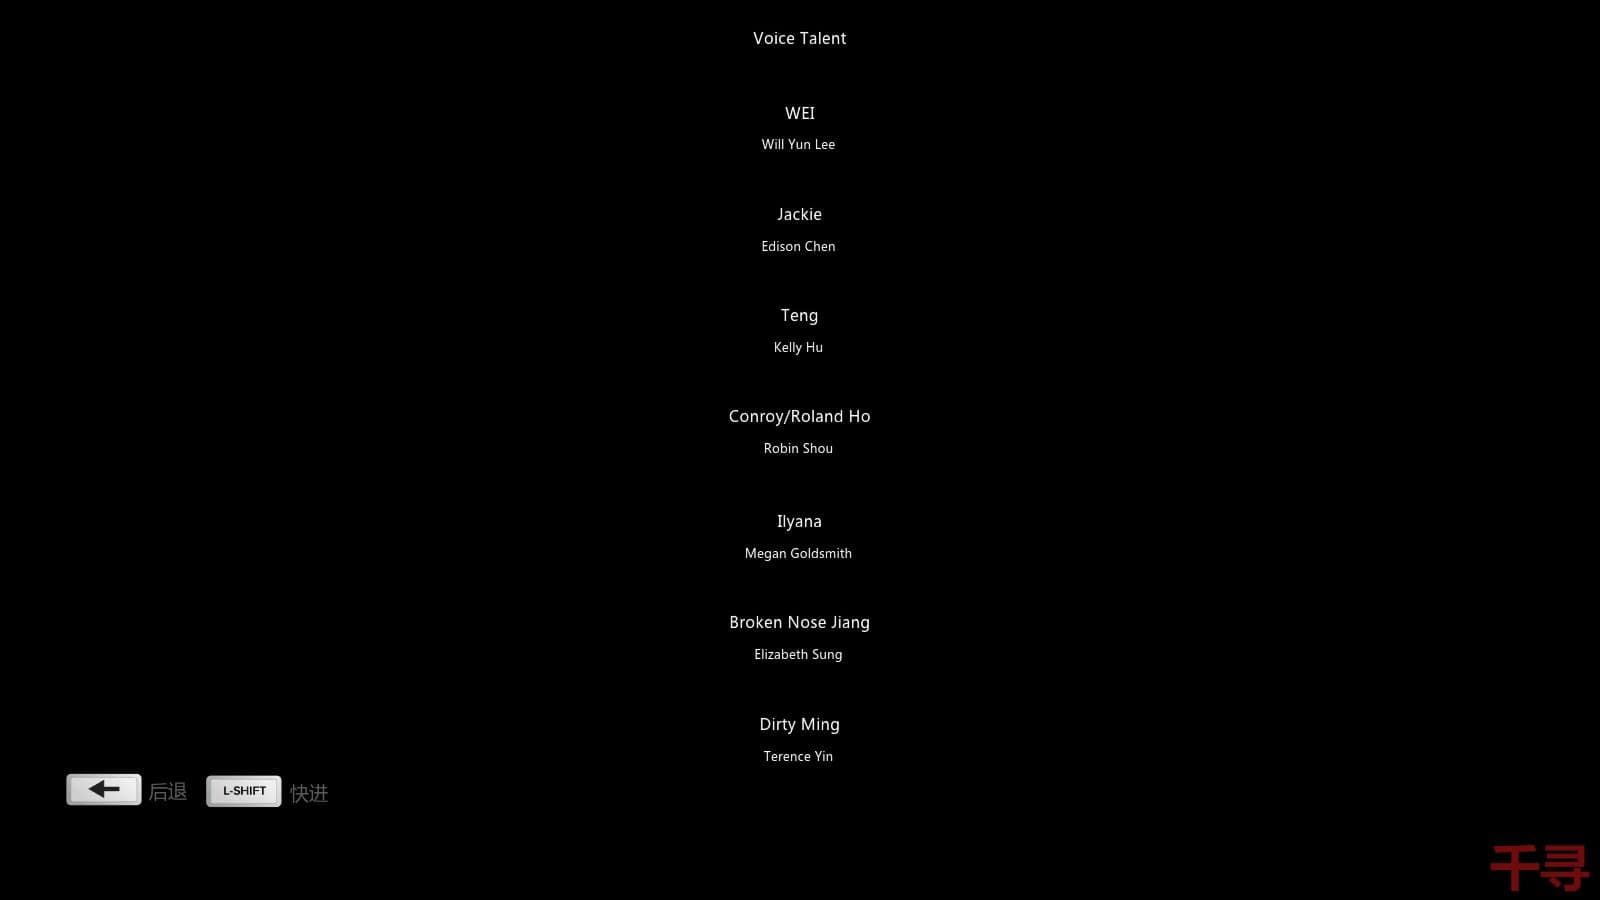 Voice Talent
WEI
Will Yun Lee
Jackie
Edison Chen
Teng
Kelly Hu
Conroy/Roland Ho
Robin Shou
Ilyana
Megan Goldsmith
Broken Nose Jiang
Elizabeth Sung
Dirty Ming
Terence Yin
后退 L-SHIFT 快进
千寻